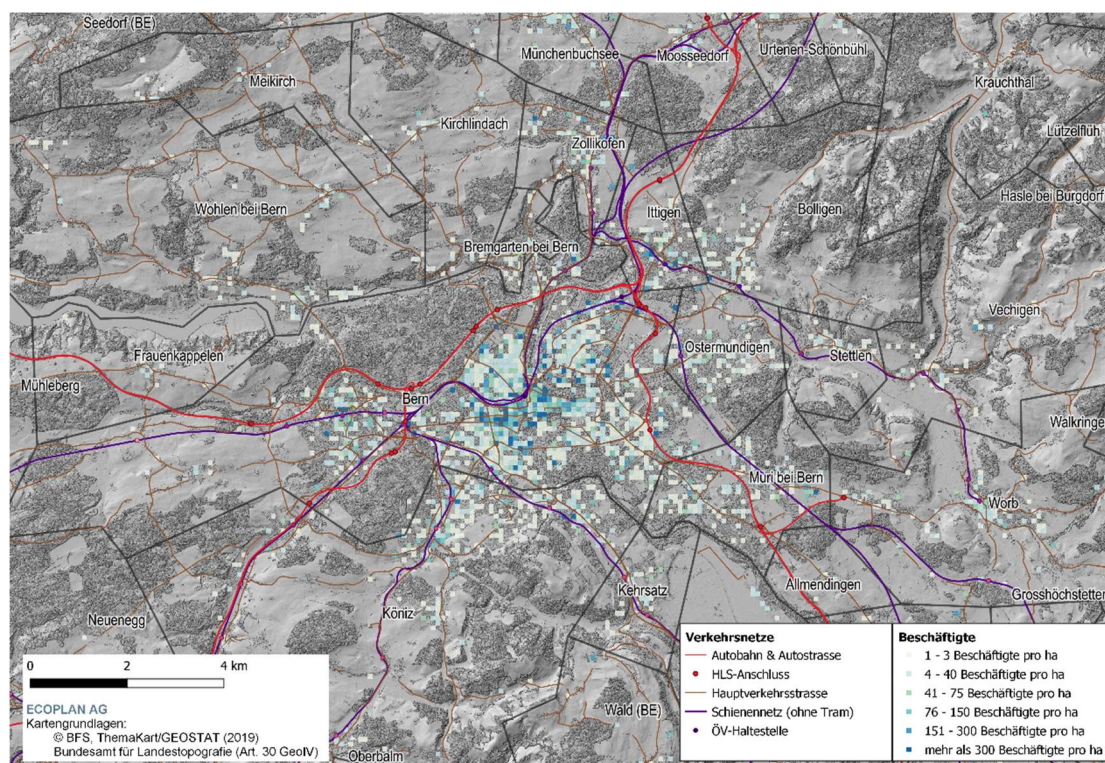 Seedorf (BE)
Münchenbuchsee
Moosseedorf
Urtenen-Schönbühl
Meikirch
Krauchthal
Kirchlindach
Zollikofen
Lützelflüh
Wohlen bei Bern
Ittigen
Bolligen
Hasle bei Burgdorf
Bremgarten bei Bern
Vechigen
Frauenkappelen
Ostermundigen
Stettlen
Mühleberg
Bern
Walkringe
Muri bei Bern
Worb
Allmendingen
Kehrsatz
Grosshöchstetten
Köniz
Neuenegg
Wald (BE)
Oberbalm
0 2 4 km
ECOPLAN AG
Kartengrundlagen:
© BFS, ThemaKart/GEOSTAT (2019)
Bundesamt für Landestopografie (Art. 30 GeoIV)
Verkehrsnetze
Autobahn & Autostrasse
HLS-Anschluss
Hauptverkehrsstrasse
Schienennetz (ohne Tram)
ÖV-Haltestelle
Beschäftigte
1 - 3 Beschäftigte pro ha
4 - 40 Beschäftigte pro ha
41 - 75 Beschäftigte pro ha
76 - 150 Beschäftigte pro ha
151 - 300 Beschäftigte pro ha
mehr als 300 Beschäftigte pro ha